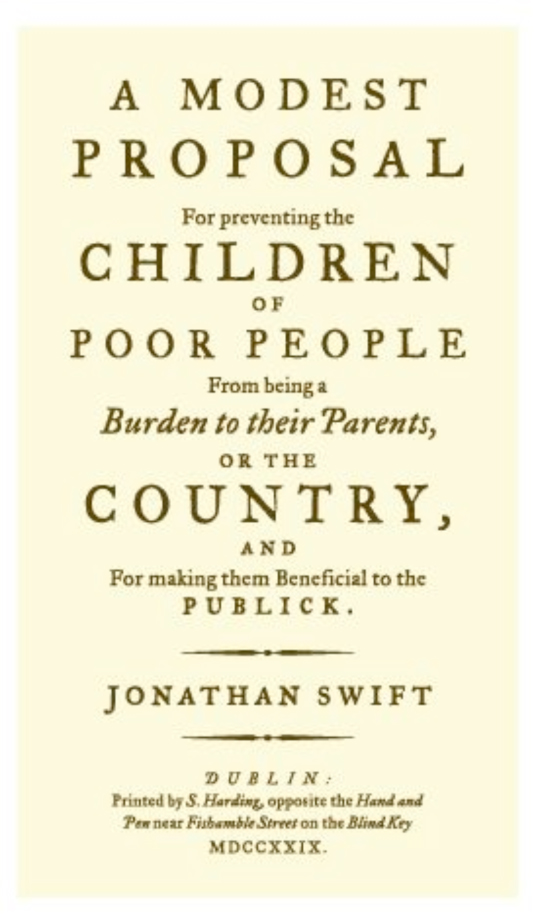 A MODEST
PROPOSAL
For preventing the
CHILDREN
OF
POOR PEOPLE
From being a
Burden to their Parents,
OR THE
COUNTRY,
AND
For making them Beneficial to the
PUBLICK.
JONATHAN SWIFT
DUBLIN:
Printed by S. Harding, opposite the Hand and
Pen near Fishamble Street on the Blind Key
MDCCXXIX.